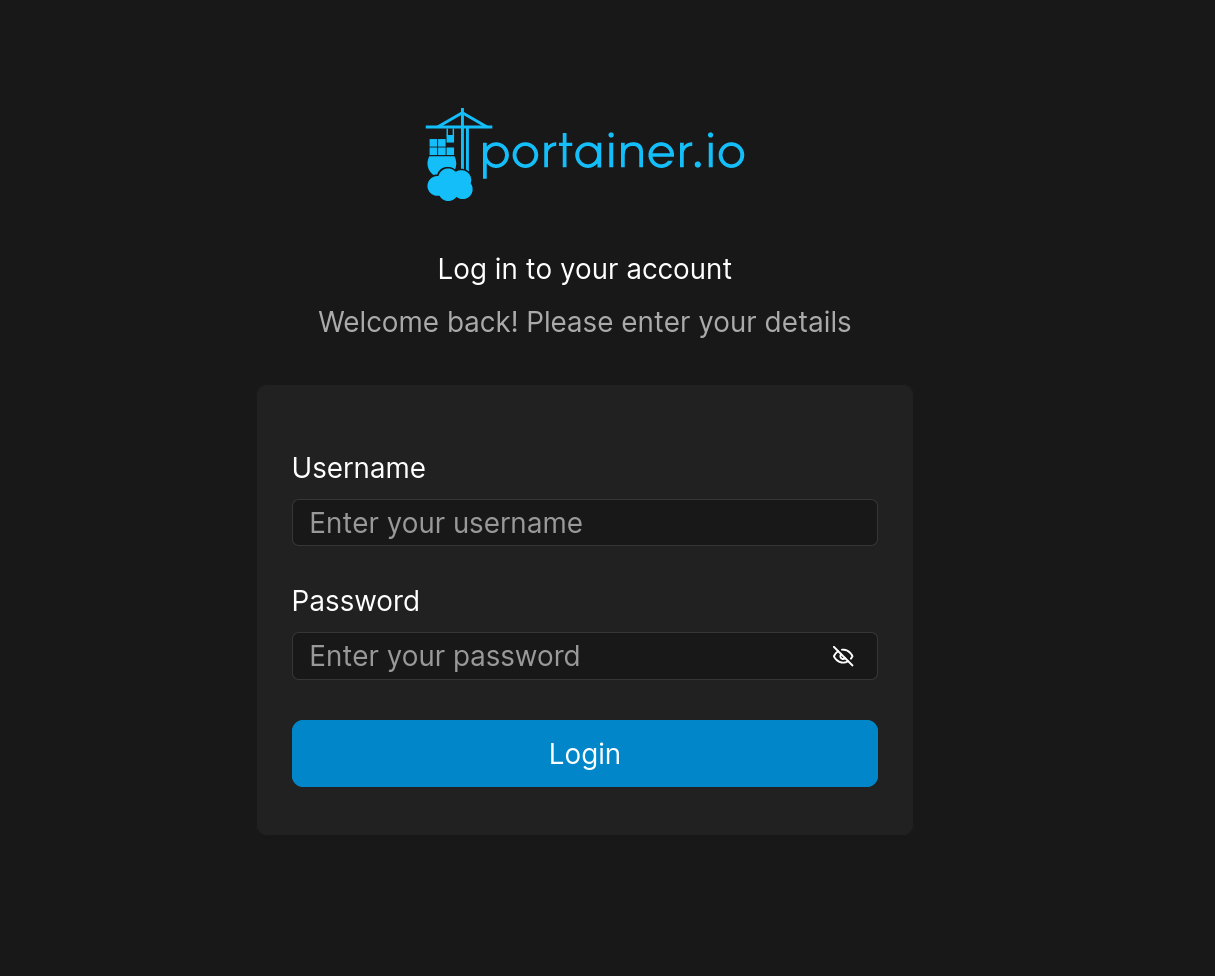 portainer.io
Log in to your account
Welcome back! Please enter your details
Username
Enter your username
Password
Enter your password
Login